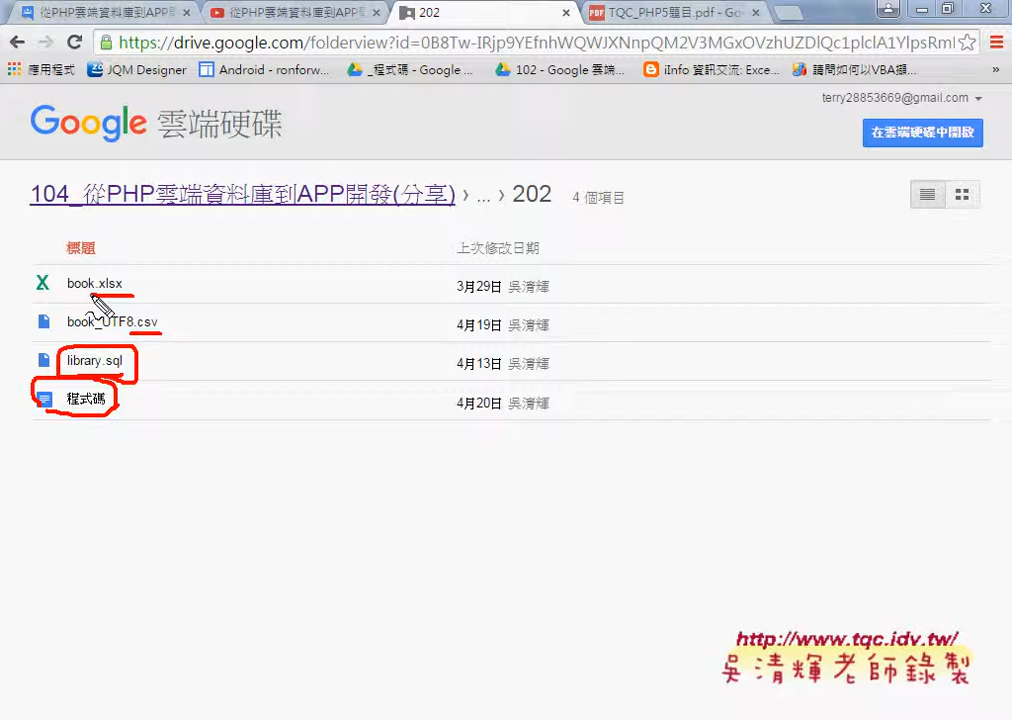 從PHP雲端資料庫到APP
從PHP雲端資料庫到APP
202
TQC_PHP5題目.pdf - Go
https://drive.google.com/folderview?id=0B8Tw-IRjp9YEfnhWQWJXNnpQM2V3MGxOVzhUZDlQc1plclA1YlpsRml
應用程式
JQM Designer
Android - ronforw...
_程式碼 - Google ...
102 - Google 雲端...
iInfo 資訊交流: Exce...
請問如何以VBA擷...
»
terry28853669@gmail.com
Google 雲端硬碟
在雲端硬碟中開啟
104_從PHP雲端資料庫到APP開發(分享) › ... › 202 4 個項目
標題 上次修改日期
book.xlsx 3月29日 吳清輝
book_UTF8.csv 4月19日 吳清輝
library.sql 4月13日 吳清輝
程式碼 4月20日 吳清輝
http://www.tqc.idv.tw/
吳清輝老師錄製